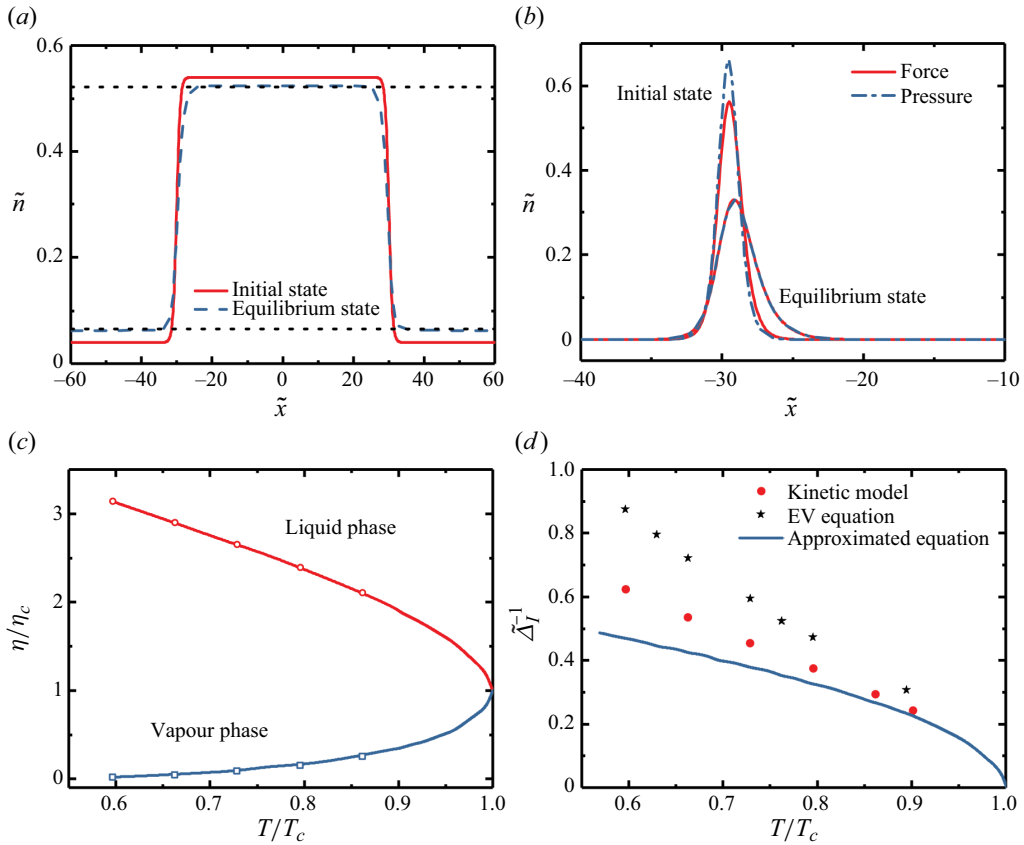 (a)
0.6
0.4
0.2
0
ñ
Initial state
Equilibrium state
–60
–40
–20
0
20
40
60
x̃
(b)
0.6
0.4
0.2
0
ñ
Initial state
Force
Pressure
Equilibrium state
–40
–30
–20
–10
x̃
(c)
3
2
1
0
η/η_c
Liquid phase
Vapour phase
0.6
0.7
0.8
0.9
1.0
T/T_c
(d)
1.0
0.8
0.6
0.4
0.2
0
Δ̃_I^–1
Kinetic model
EV equation
Approximated equation
0.6
0.7
0.8
0.9
1.0
T/T_c